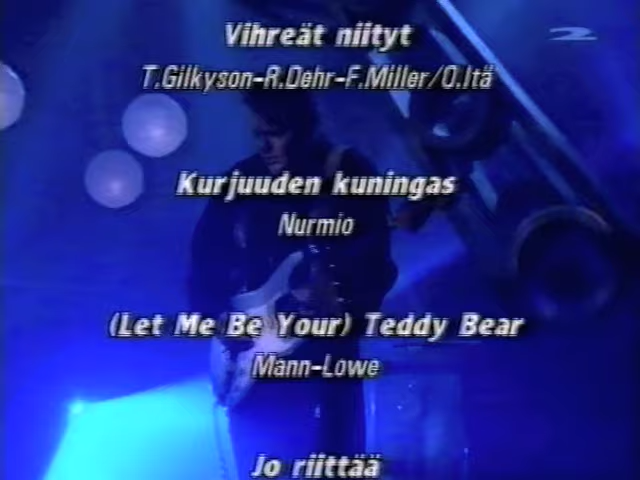 Vihreät niityt
2
T.Gilkyson-R.Dehr-F.Miller/O.Itä
Kurjuuden kuningas
Nurmio
(Let Me Be Your) Teddy Bear
Mann-Lowe
Jo riittää